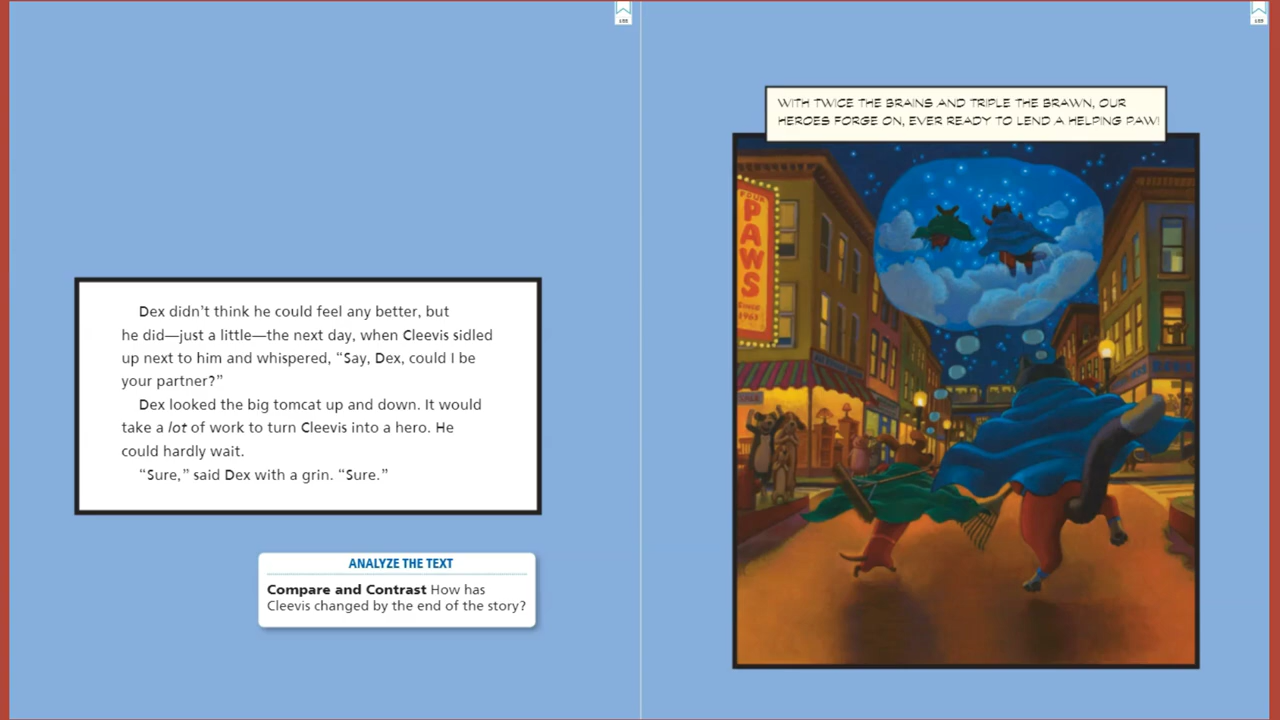 Dex didn’t think he could feel any better, but
he did—just a little—the next day, when Cleevis sidled
up next to him and whispered, “Say, Dex, could I be
your partner?”
Dex looked the big tomcat up and down. It would
take a lot of work to turn Cleevis into a hero. He
could hardly wait.
“Sure,” said Dex with a grin. “Sure.”
ANALYZE THE TEXT
Compare and Contrast How has
Cleevis changed by the end of the story?
WITH TWICE THE BRAINS AND TRIPLE THE BRAWN, OUR
HEROES FORGE ON, EVER READY TO LEND A HELPING PAW!
FOUR
PAWS
SINCE
1961
SALE